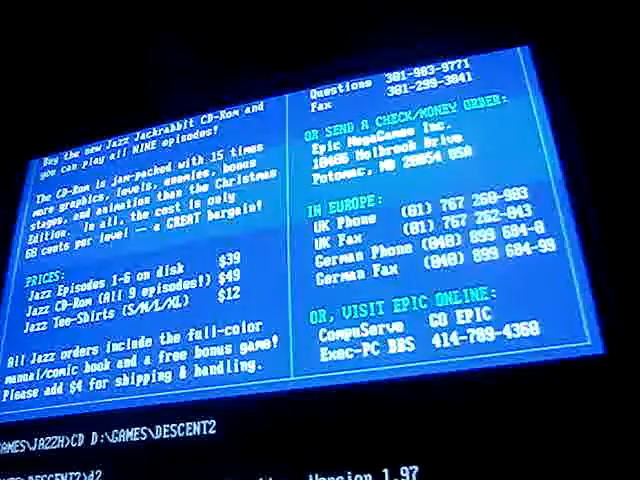 Buy the new Jazz Jackrabbit CD-Rom and
you can play all NINE episodes!
The CD-Rom is jam-packed with 15 times
more graphics, levels, enemies, bonus
stages, and animation than the Christmas
Edition. In all, the cost is only
68 cents per level -- a GREAT bargain!
PRICES:
Jazz Episodes 1-6 on disk $39
Jazz CD-Rom (All 9 episodes!) $49
Jazz Tee-Shirts (S/M/L/XL) $12
All Jazz orders include the full-color
manual/comic book and a free bonus game!
Please add $4 for shipping & handling.
Questions 301-983-9771
Fax 301-299-3841
OR SEND A CHECK/MONEY ORDER:
Epic MegaGames Inc.
10406 Holbrook Drive
Potomac, MD 20854 USA
IN EUROPE:
UK Phone (01) 767 260-903
UK Fax (01) 767 262-043
German Phone (040) 899 684-0
German Fax (040) 899 684-99
OR, VISIT EPIC ONLINE:
CompuServe GO EPIC
Exec-PC BBS 414-789-4360
GAMES\JAZZH>CD D:\GAMES\DESCENT2
\DESCENT2>d2
Version 1.97